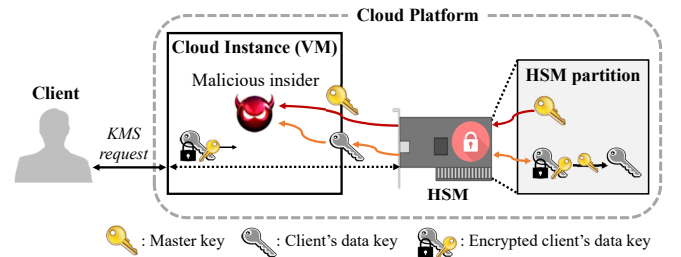 Cloud Platform
Cloud Instance (VM)
Malicious insider
HSM partition
Client
KMS
request
HSM
: Master key
: Client's data key
: Encrypted client's data key